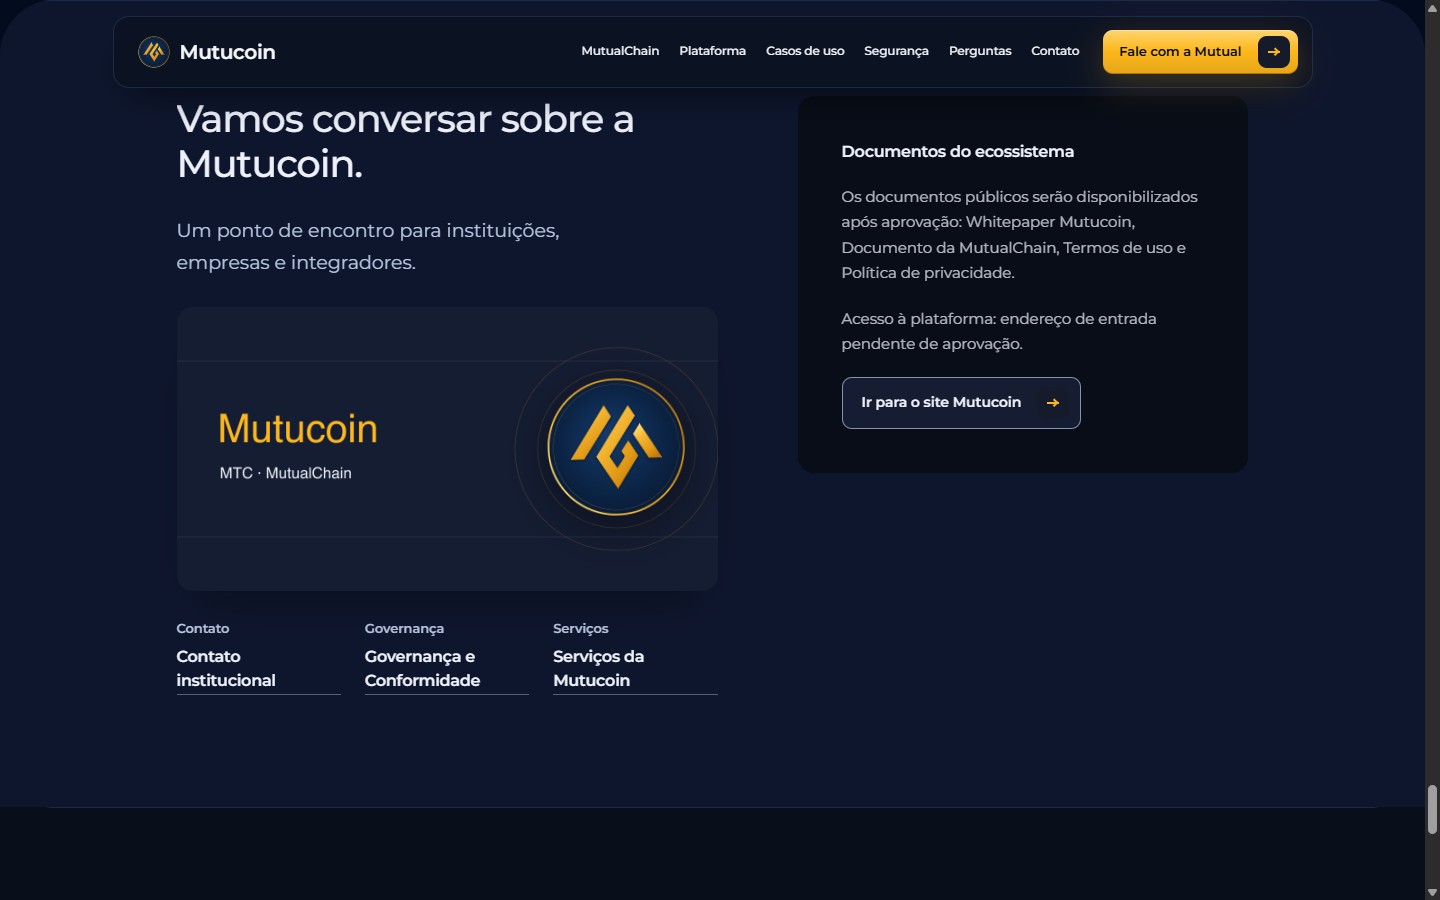 Mutucoin
MutualChain
Plataforma
Casos de uso
Segurança
Perguntas
Contato
Fale com a Mutual
Vamos conversar sobre a
Mutucoin.
Um ponto de encontro para instituições,
empresas e integradores.
Mutucoin
MTC · MutualChain
Contato
Contato
institucional
Governança
Governança e
Conformidade
Serviços
Serviços da
Mutucoin
Documentos do ecossistema
Os documentos públicos serão disponibilizados
após aprovação: Whitepaper Mutucoin,
Documento da MutualChain, Termos de uso e
Política de privacidade.
Acesso à plataforma: endereço de entrada
pendente de aprovação.
Ir para o site Mutucoin